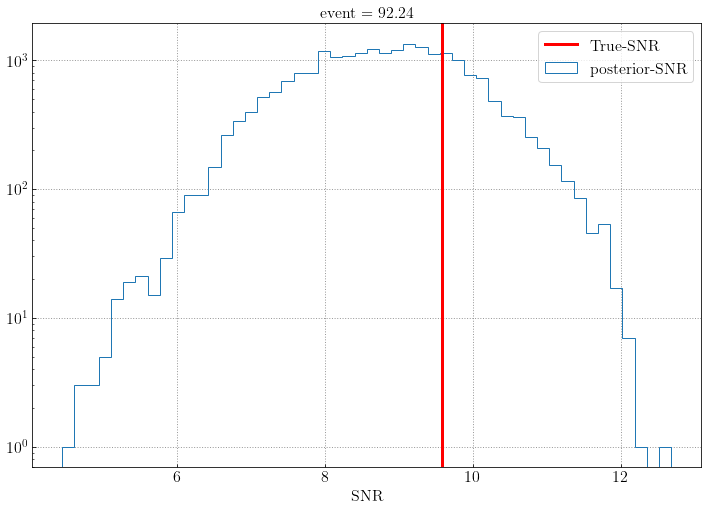 event = 92.24
True-SNR
posterior-SNR
10^3
10^2
10^1
10^0
6 8 10 12
SNR